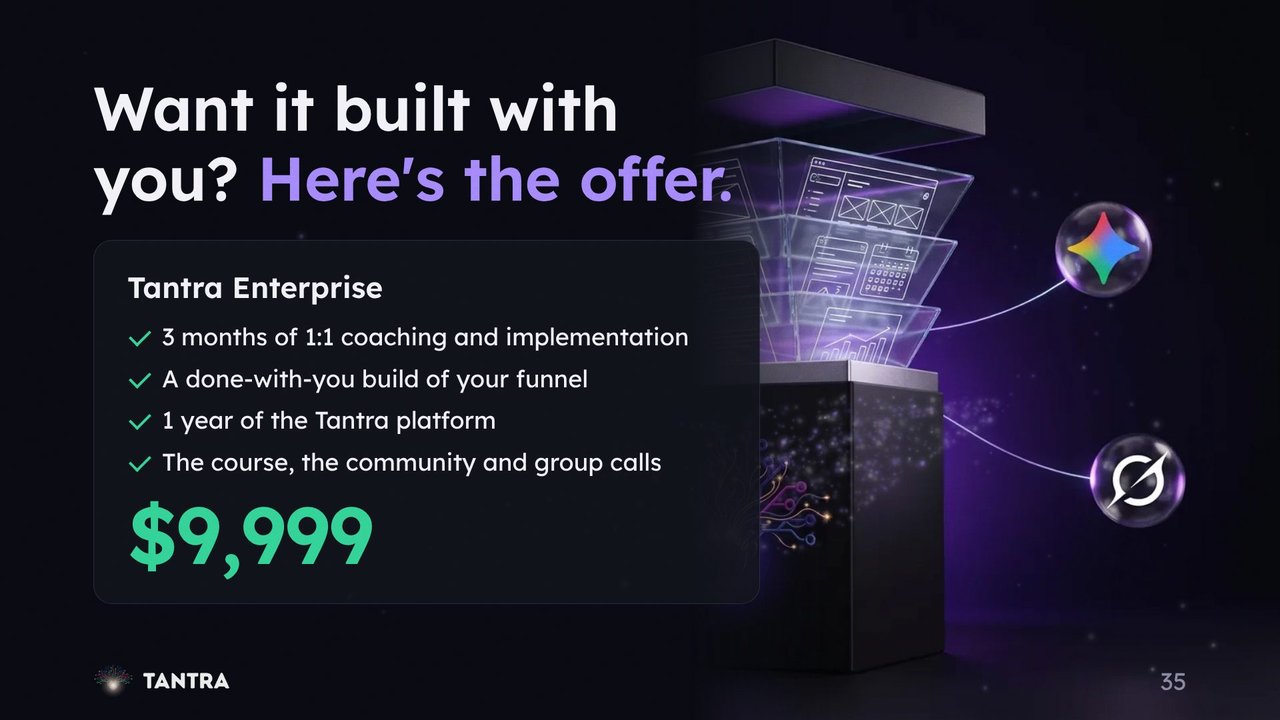 Want it built with
you? Here's the offer.
Tantra Enterprise
3 months of 1:1 coaching and implementation
A done-with-you build of your funnel
1 year of the Tantra platform
The course, the community and group calls
$9,999
TANTRA
35